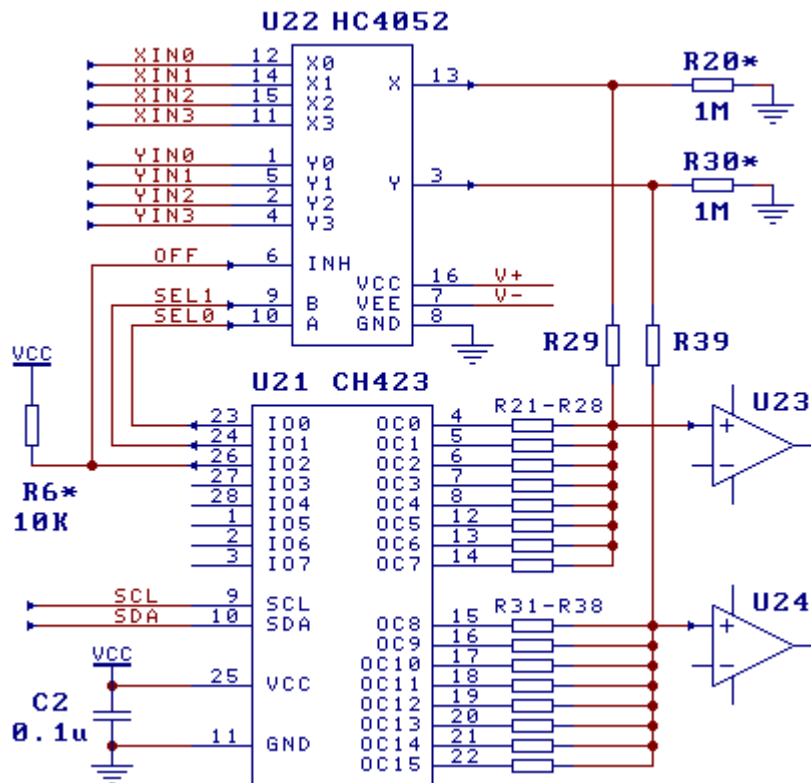 U22 HC4052
XIN0 12 X0
XIN1 14 X1
XIN2 15 X2
XIN3 11 X3
X 13
R20*
1M
YIN0 1 Y0
YIN1 5 Y1
YIN2 2 Y2
YIN3 4 Y3
Y 3
R30*
1M
OFF 6 INH
SEL1 9 B
SEL0 10 A
VCC 16 V+
VEE 7 V-
GND 8
R29
R39
VCC
R6*
10K
U21 CH423
23 IO0
24 IO1
26 IO2
27 IO3
28 IO4
1 IO5
2 IO6
3 IO7
SCL 9 SCL
SDA 10 SDA
VCC
25 VCC
C2
0.1u
11 GND
R21-R28
OC0 4
OC1 5
OC2 6
OC3 7
OC4 8
OC5 12
OC6 13
OC7 14
R31-R38
OC8 15
OC9 16
OC10 17
OC11 18
OC12 19
OC13 20
OC14 21
OC15 22
U23
+
-
U24
+
-